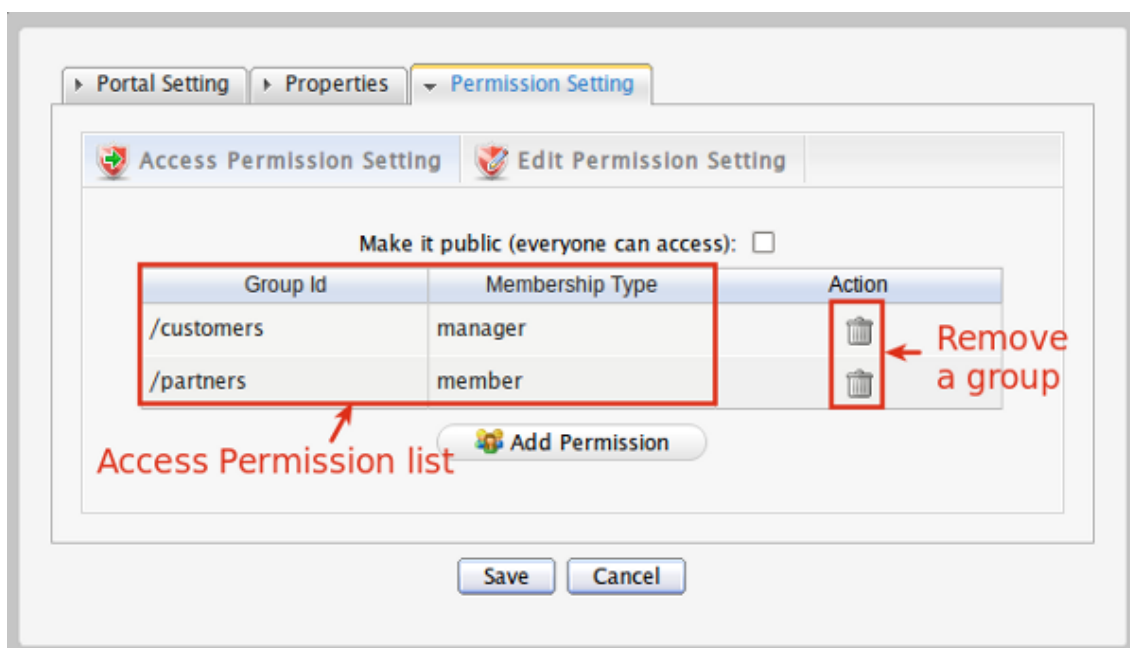 Portal Setting
Properties
Permission Setting
Access Permission Setting
Edit Permission Setting
Make it public (everyone can access):
Group Id
Membership Type
Action
/customers
manager
/partners
member
Remove
a group
Add Permission
Access Permission list
Save
Cancel